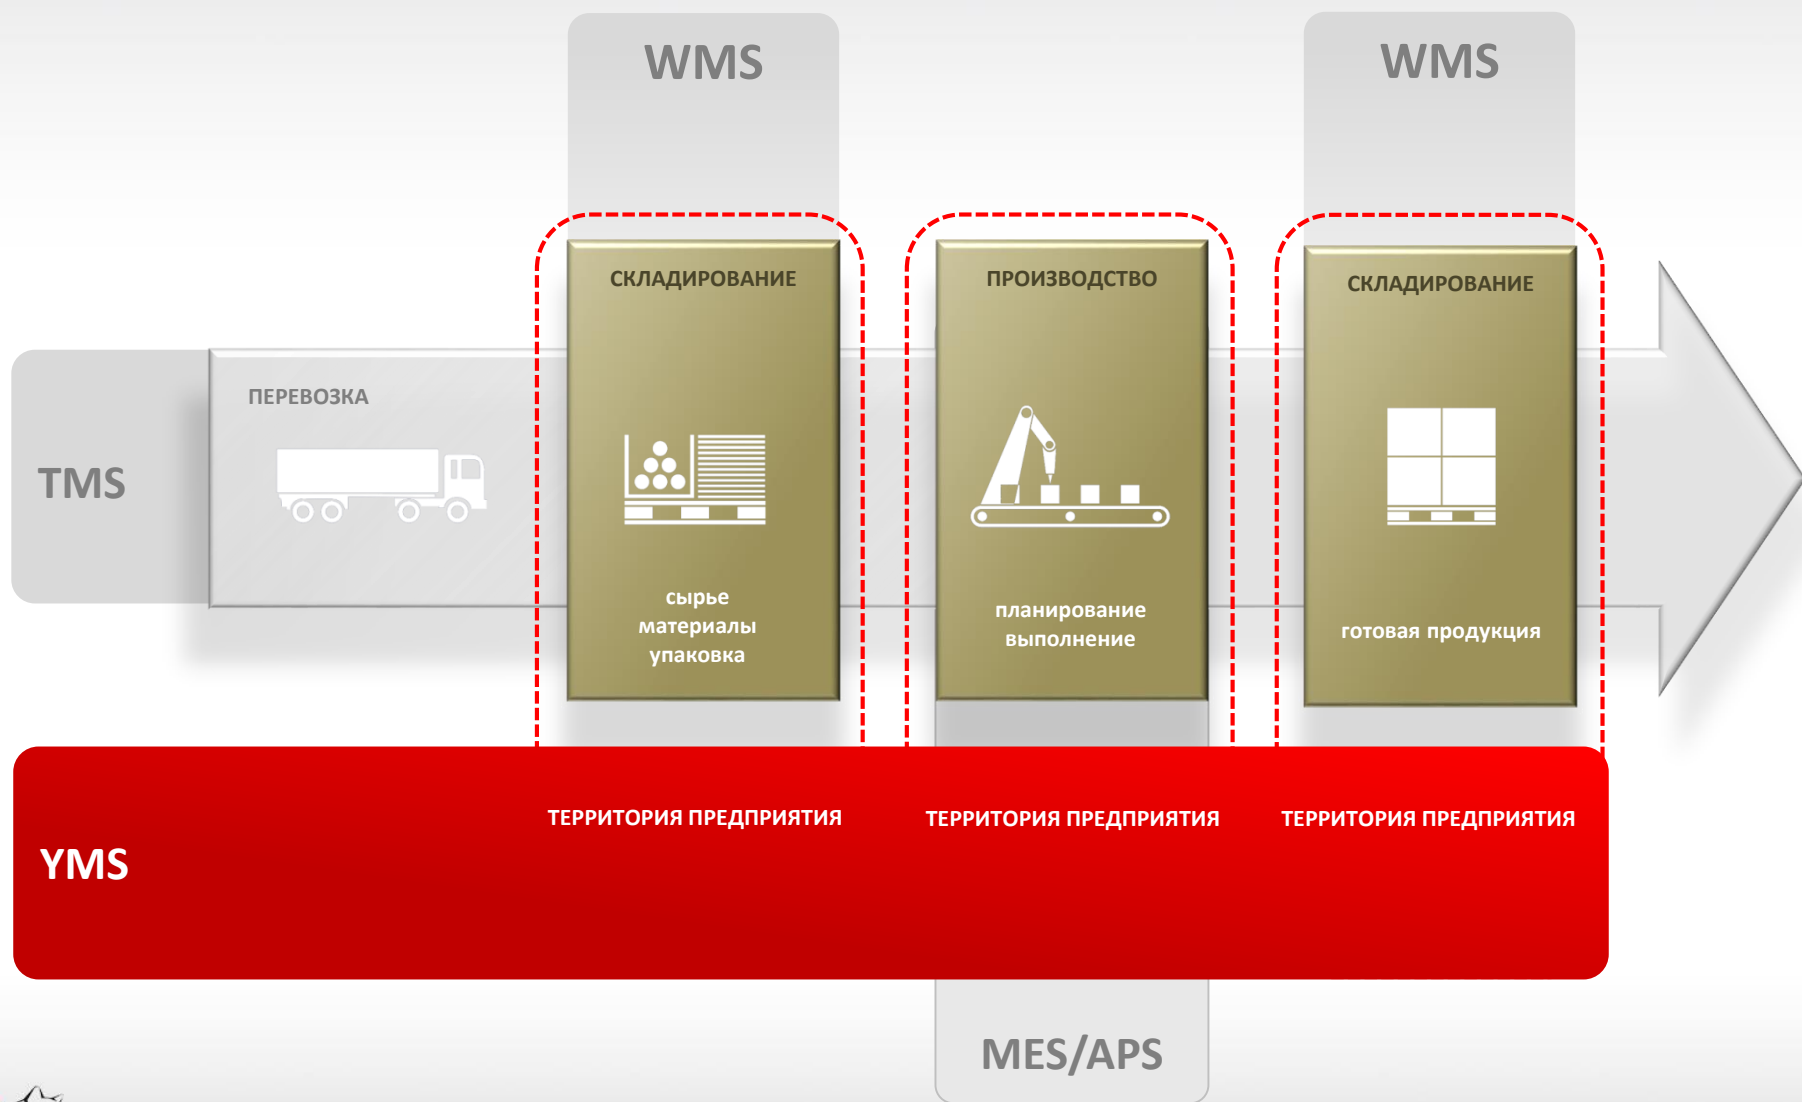 WMS
WMS
СКЛАДИРОВАНИЕ
ПРОИЗВОДСТВО
СКЛАДИРОВАНИЕ
ПЕРЕВОЗКА
TMS
сырье
материалы
упаковка
планирование
выполнение
готовая продукция
ТЕРРИТОРИЯ ПРЕДПРИЯТИЯ
ТЕРРИТОРИЯ ПРЕДПРИЯТИЯ
ТЕРРИТОРИЯ ПРЕДПРИЯТИЯ
YMS
MES/APS